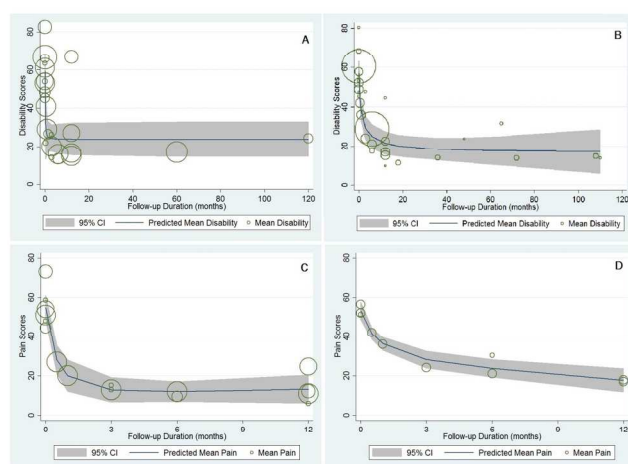 A
Disability Scores
0 20 40 60 80
0 20 40 60 80 100 120
Follow-up Duration (months)
95% CI Predicted Mean Disability Mean Disability
B
Disability Scores
0 20 40 60 80
0 20 40 60 80 100 120
Follow-up Duration (months)
95% CI Predicted Mean Disability Mean Disability
C
Pain Scores
0 20 40 60 80
0 3 6 9 12
Follow-up Duration (months)
95% CI Predicted Mean Pain Mean Pain
D
Pain Scores
0 20 40 60 80
0 3 6 9 12
Follow-up Duration (months)
95% CI Predicted Mean Pain Mean Pain